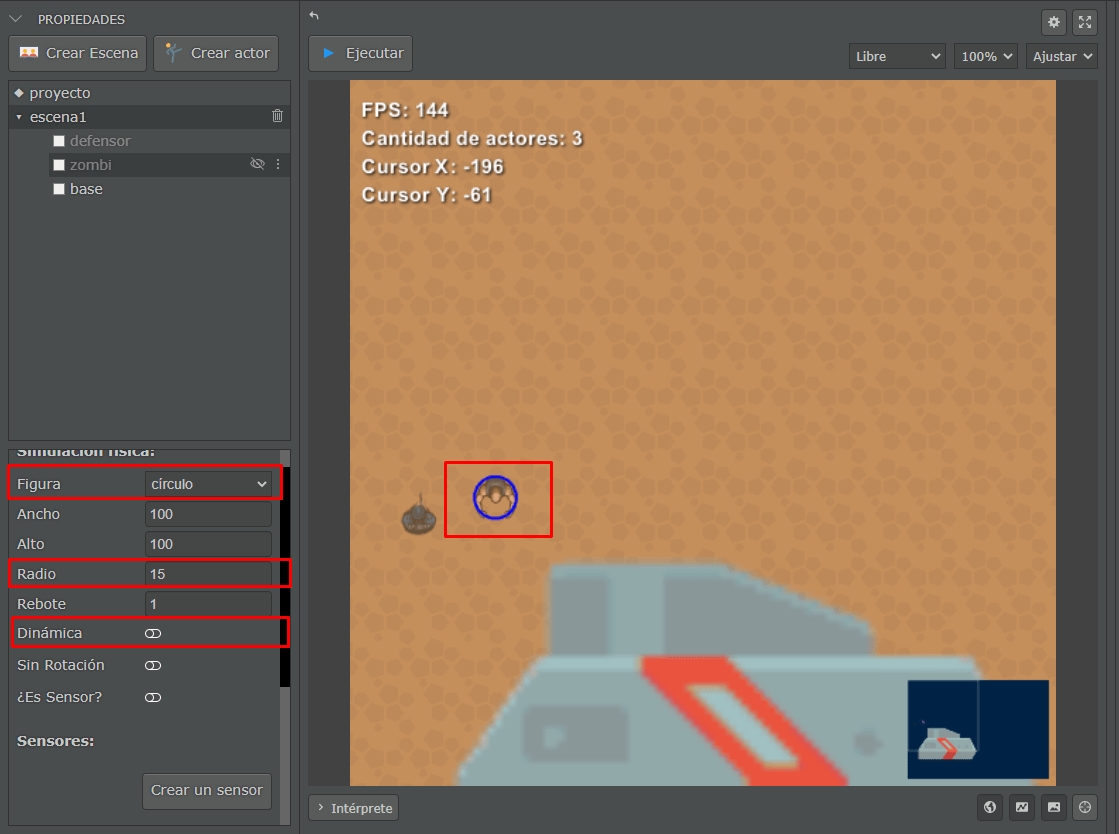 PROPIEDADES
Crear Escena
Crear actor
proyecto
escena1
defensor
zombi
base
Simulación física:
Figura
círculo
Ancho
100
Alto
100
Radio
15
Rebote
1
Dinámica
Sin Rotación
¿Es Sensor?
Sensores:
Crear un sensor
Ejecutar
Libre
100%
Ajustar
FPS: 144
Cantidad de actores: 3
Cursor X: -196
Cursor Y: -61
Intérprete